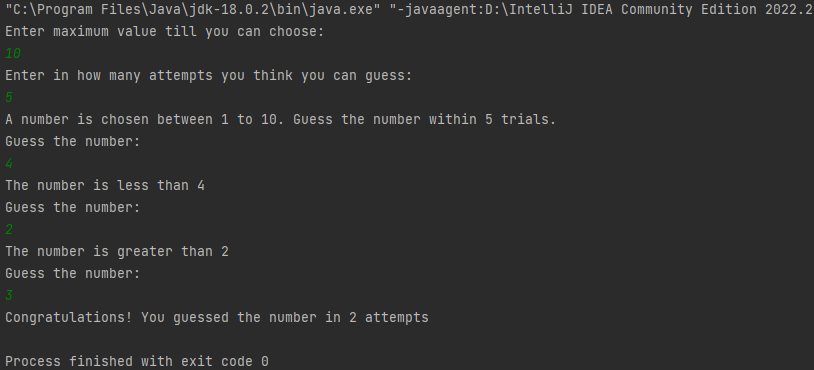 "C:\Program Files\Java\jdk-18.0.2\bin\java.exe" "-javaagent:D:\IntelliJ IDEA Community Edition 2022.2
Enter maximum value till you can choose:
10
Enter in how many attempts you think you can guess:
5
A number is chosen between 1 to 10. Guess the number within 5 trials.
Guess the number:
4
The number is less than 4
Guess the number:
2
The number is greater than 2
Guess the number:
3
Congratulations! You guessed the number in 2 attempts
Process finished with exit code 0